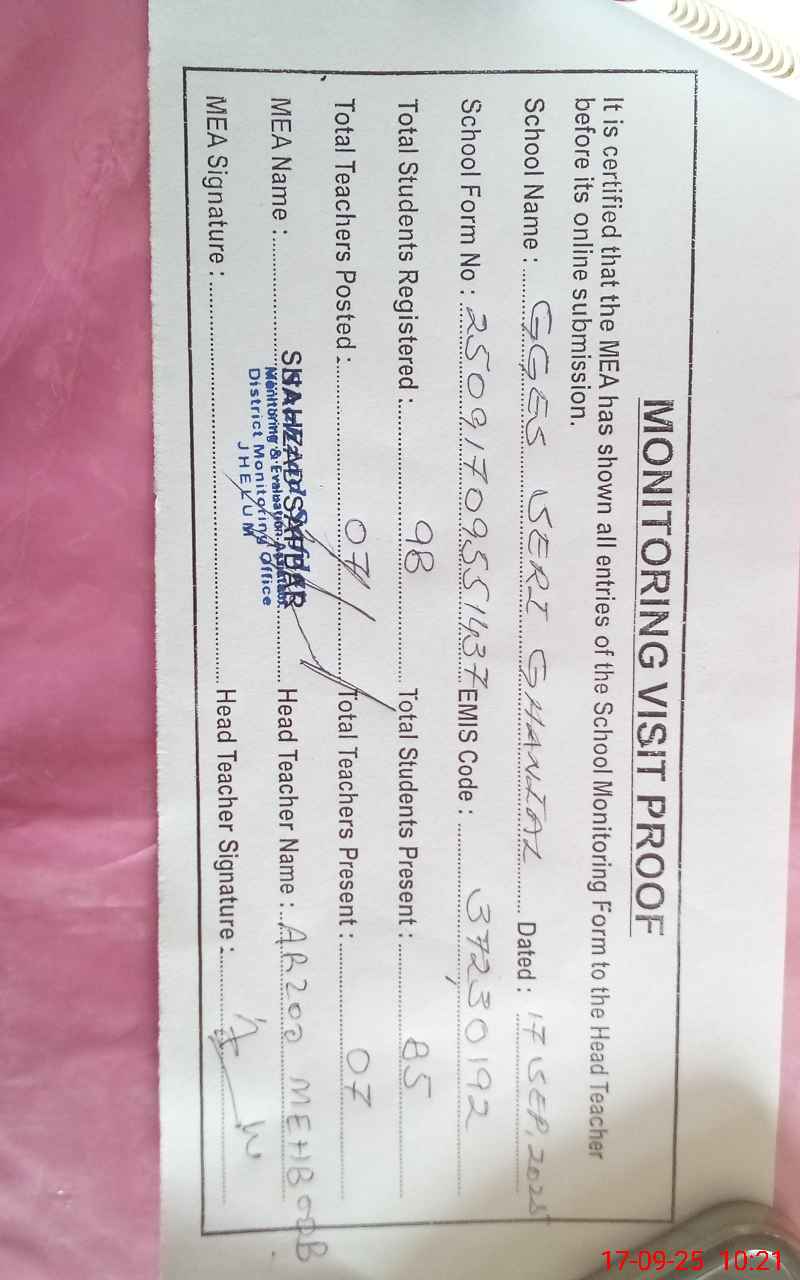 MONITORING VISIT PROOF
It is certified that the MEA has shown all entries of the School Monitoring Form to the Head Teacher
before its online submission.
School Name : GGES SERI GHANIAL Dated : 17 SEP, 2025
School Form No : 250917095551437 EMIS Code : 37230192
Total Students Registered : 98 Total Students Present : 85
Total Teachers Posted : 07 Total Teachers Present : 07
MEA Name : SHAHZAD SAFDAR Head Teacher Name : ARZOO MEHBOOB
Monitoring & Evaluation Assistant
District Monitoring Office
JHELUM
MEA Signature : Head Teacher Signature :
17-09-25 10:21